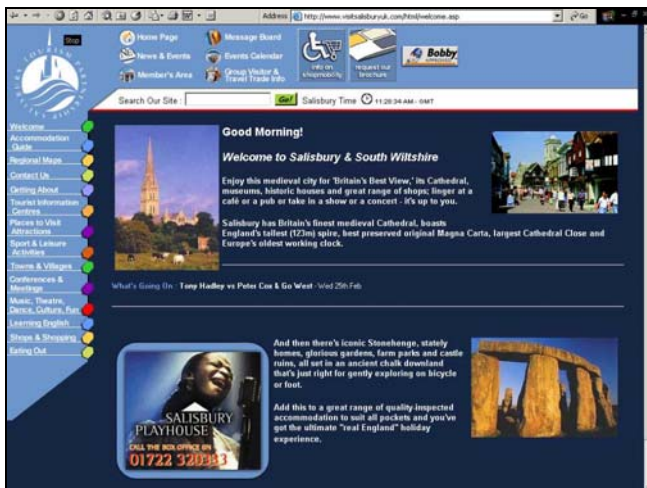 Address http://www.visitsalisburyuk.com/html/welcome.asp Go
Stop
Home Page
Message Board
News & Events
Events Calendar
Member's Area
Group Visitor &
Travel Trade Info
info on
shopmobility
request our
brochure
Bobby
APPROVED
Search Our Site : Go! Salisbury Time 11:28:34 AM - GMT
Welcome
Accommodation
Guide
Regional Maps
Contact Us
Getting About
Tourist Information
Centres
Places to Visit
Attractions
Sport & Leisure
Activities
Towns & Villages
Conferences &
Meetings
Music, Theatre,
Dance, Culture, Fun
Learning English
Shops & Shopping
Eating Out
Good Morning!
Welcome to Salisbury & South Wiltshire
Enjoy this medieval city for 'Britain's Best View,' its Cathedral,
museums, historic houses and great range of shops; linger at a
café or a pub or take in a show or a concert - it's up to you.
Salisbury has Britain's finest medieval Cathedral, boasts
England's tallest (123m) spire, best preserved original Magna Carta, largest Cathedral Close and
Europe's oldest working clock.
What's Going On : Tony Hadley vs Peter Cox & Go West - Wed 25th Feb
And then there's iconic Stonehenge, stately
homes, glorious gardens, farm parks and castle
ruins, all set in an ancient chalk downland
that's just right for gently exploring on bicycle
or foot.
Add this to a great range of quality-inspected
accommodation to suit all pockets and you've
got the ultimate "real England" holiday
experience.
SALISBURY
PLAYHOUSE
CALL THE BOX OFFICE ON
01722 320333